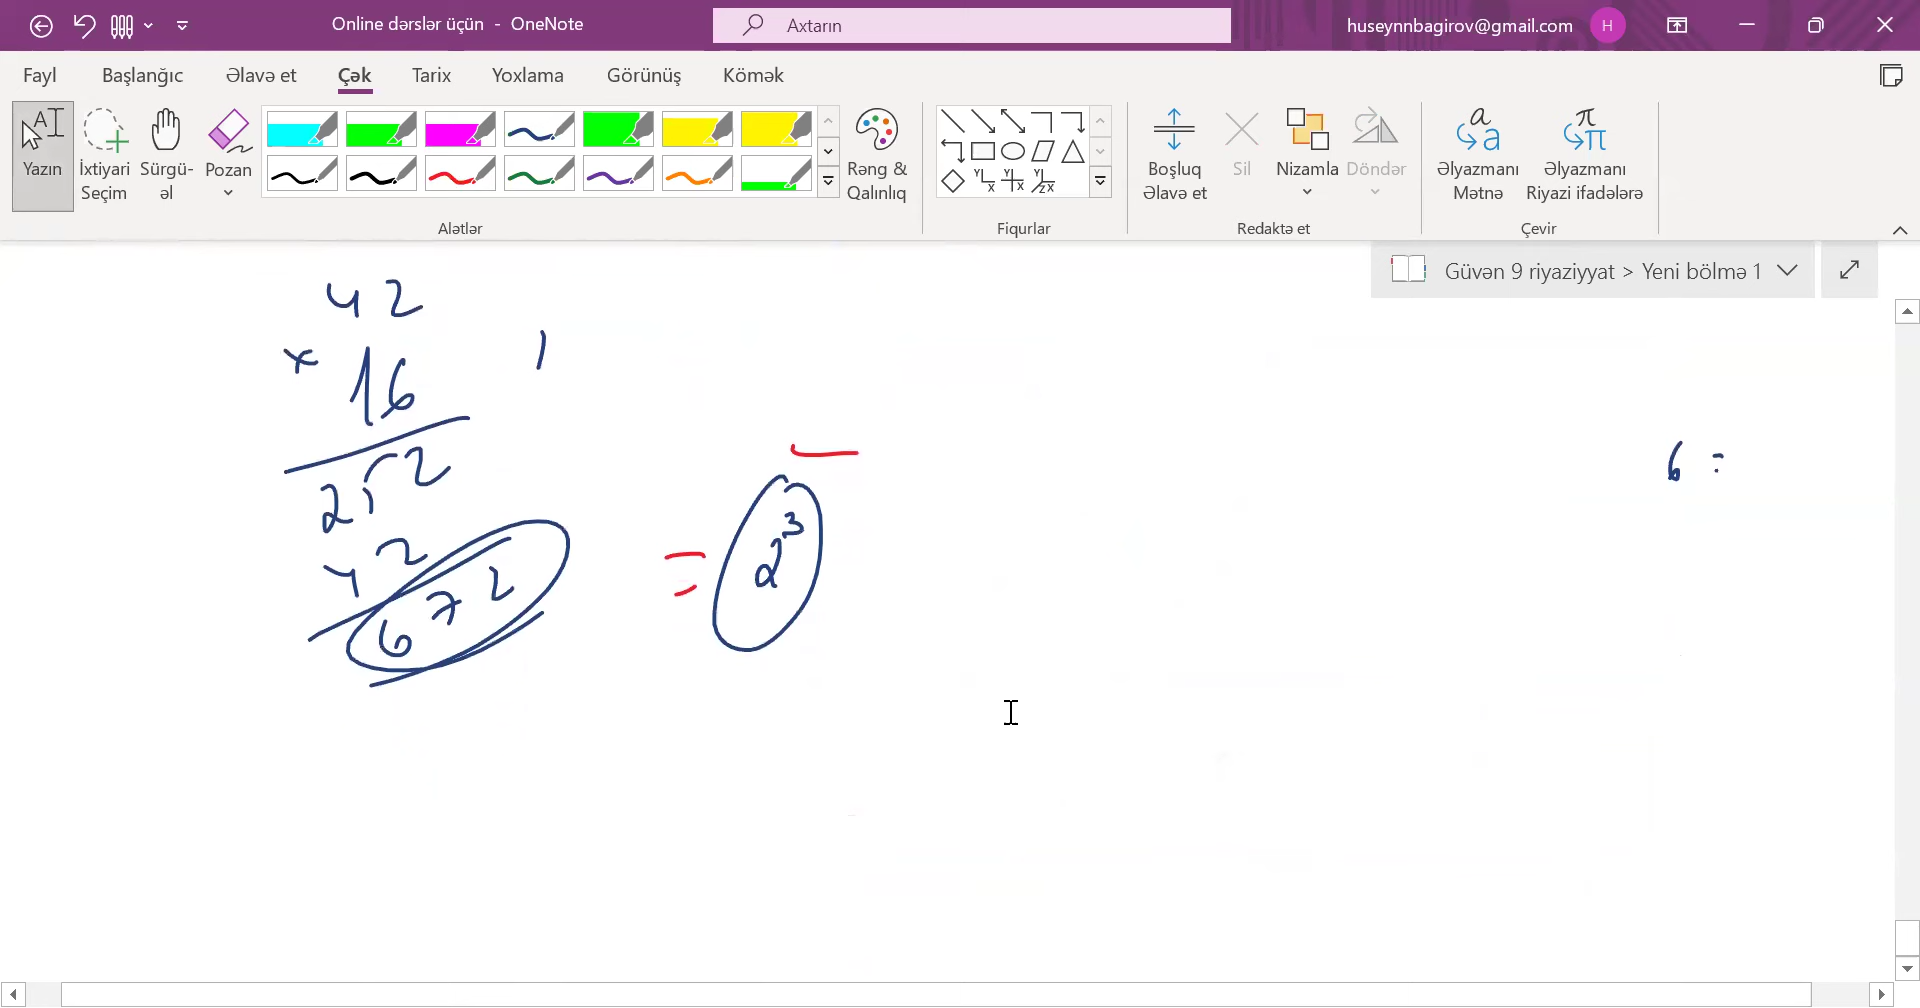 Online dərslər üçün - OneNote
Axtarın
huseynnbagirov@gmail.com
H
Fayl Başlanğıc Əlavə et Çək Tarix Yoxlama Görünüş Kömək
Yazın
İxtiyari Seçim
Sürgü-əl
Pozan
Rəng & Qalınlıq
Boşluq Əlavə et
Sil
Nizamla
Döndər
Əlyazmanı Mətnə
Əlyazmanı Riyazi ifadələrə
Alətlər
Fiqurlar
Redaktə et
Çevir
Güvən 9 riyaziyyat > Yeni bölmə 1
42
× 16
252
42
672
= 2³
6 =